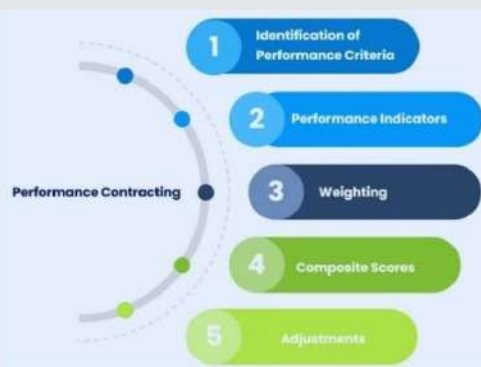 1
Identification of
Performance Criteria
2
Performance Indicators
Performance Contracting
3
Weighting
4
Composite Scores
5
Adjustments